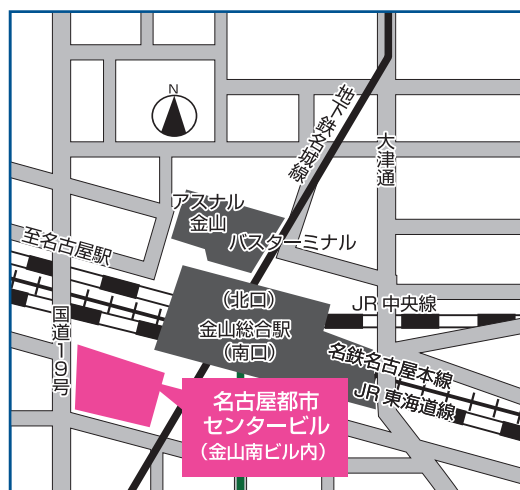 N
地下鉄名城線
大津通
アスナル
金山
バスターミナル
至名古屋駅
(北口)
金山総合駅
(南口)
JR 中央線
国道19号
名鉄名古屋本線
JR 東海道線
名古屋都市
センタービル
(金山南ビル内)